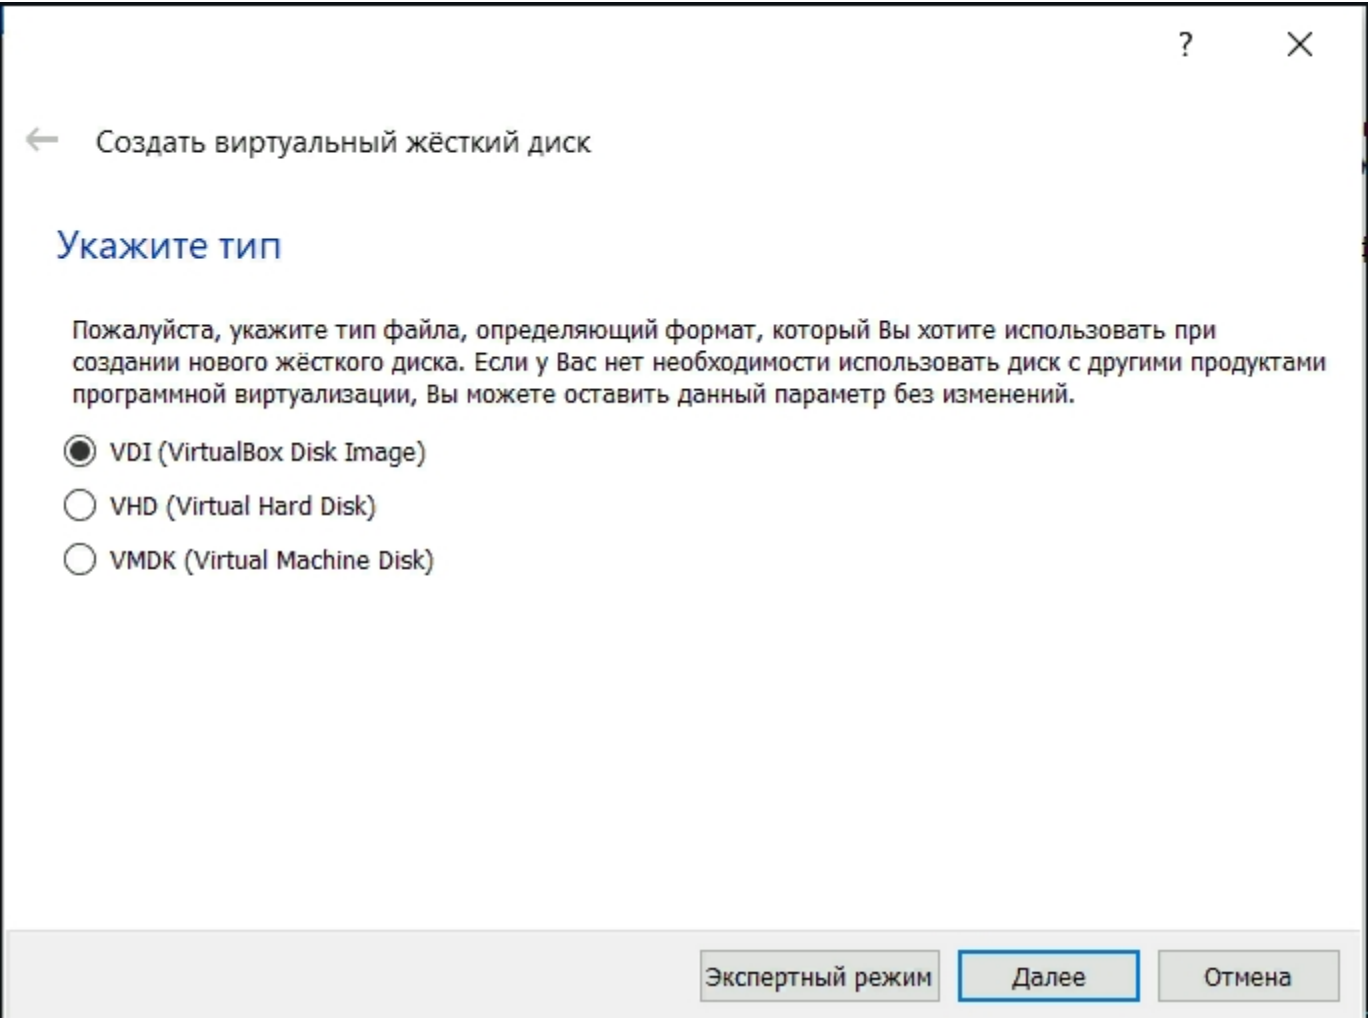 ?
Создать виртуальный жёсткий диск
Укажите тип
Пожалуйста, укажите тип файла, определяющий формат, который Вы хотите использовать при
создании нового жёсткого диска. Если у Вас нет необходимости использовать диск с другими продуктами
программной виртуализации, Вы можете оставить данный параметр без изменений.
VDI (VirtualBox Disk Image)
VHD (Virtual Hard Disk)
VMDK (Virtual Machine Disk)
Экспертный режим Далее Отмена